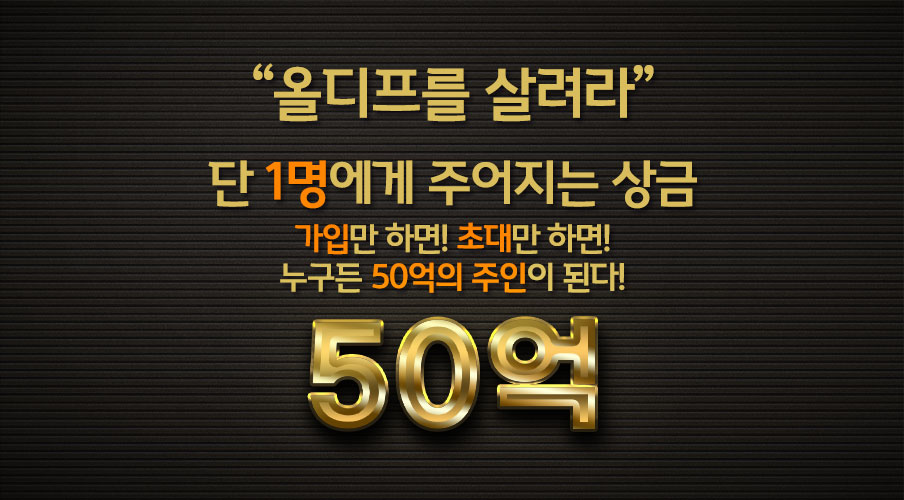 “올디프를 살려라”
단 1명에게 주어지는 상금
가입만 하면! 초대만 하면!
누구든 50억의 주인이 된다!
50억